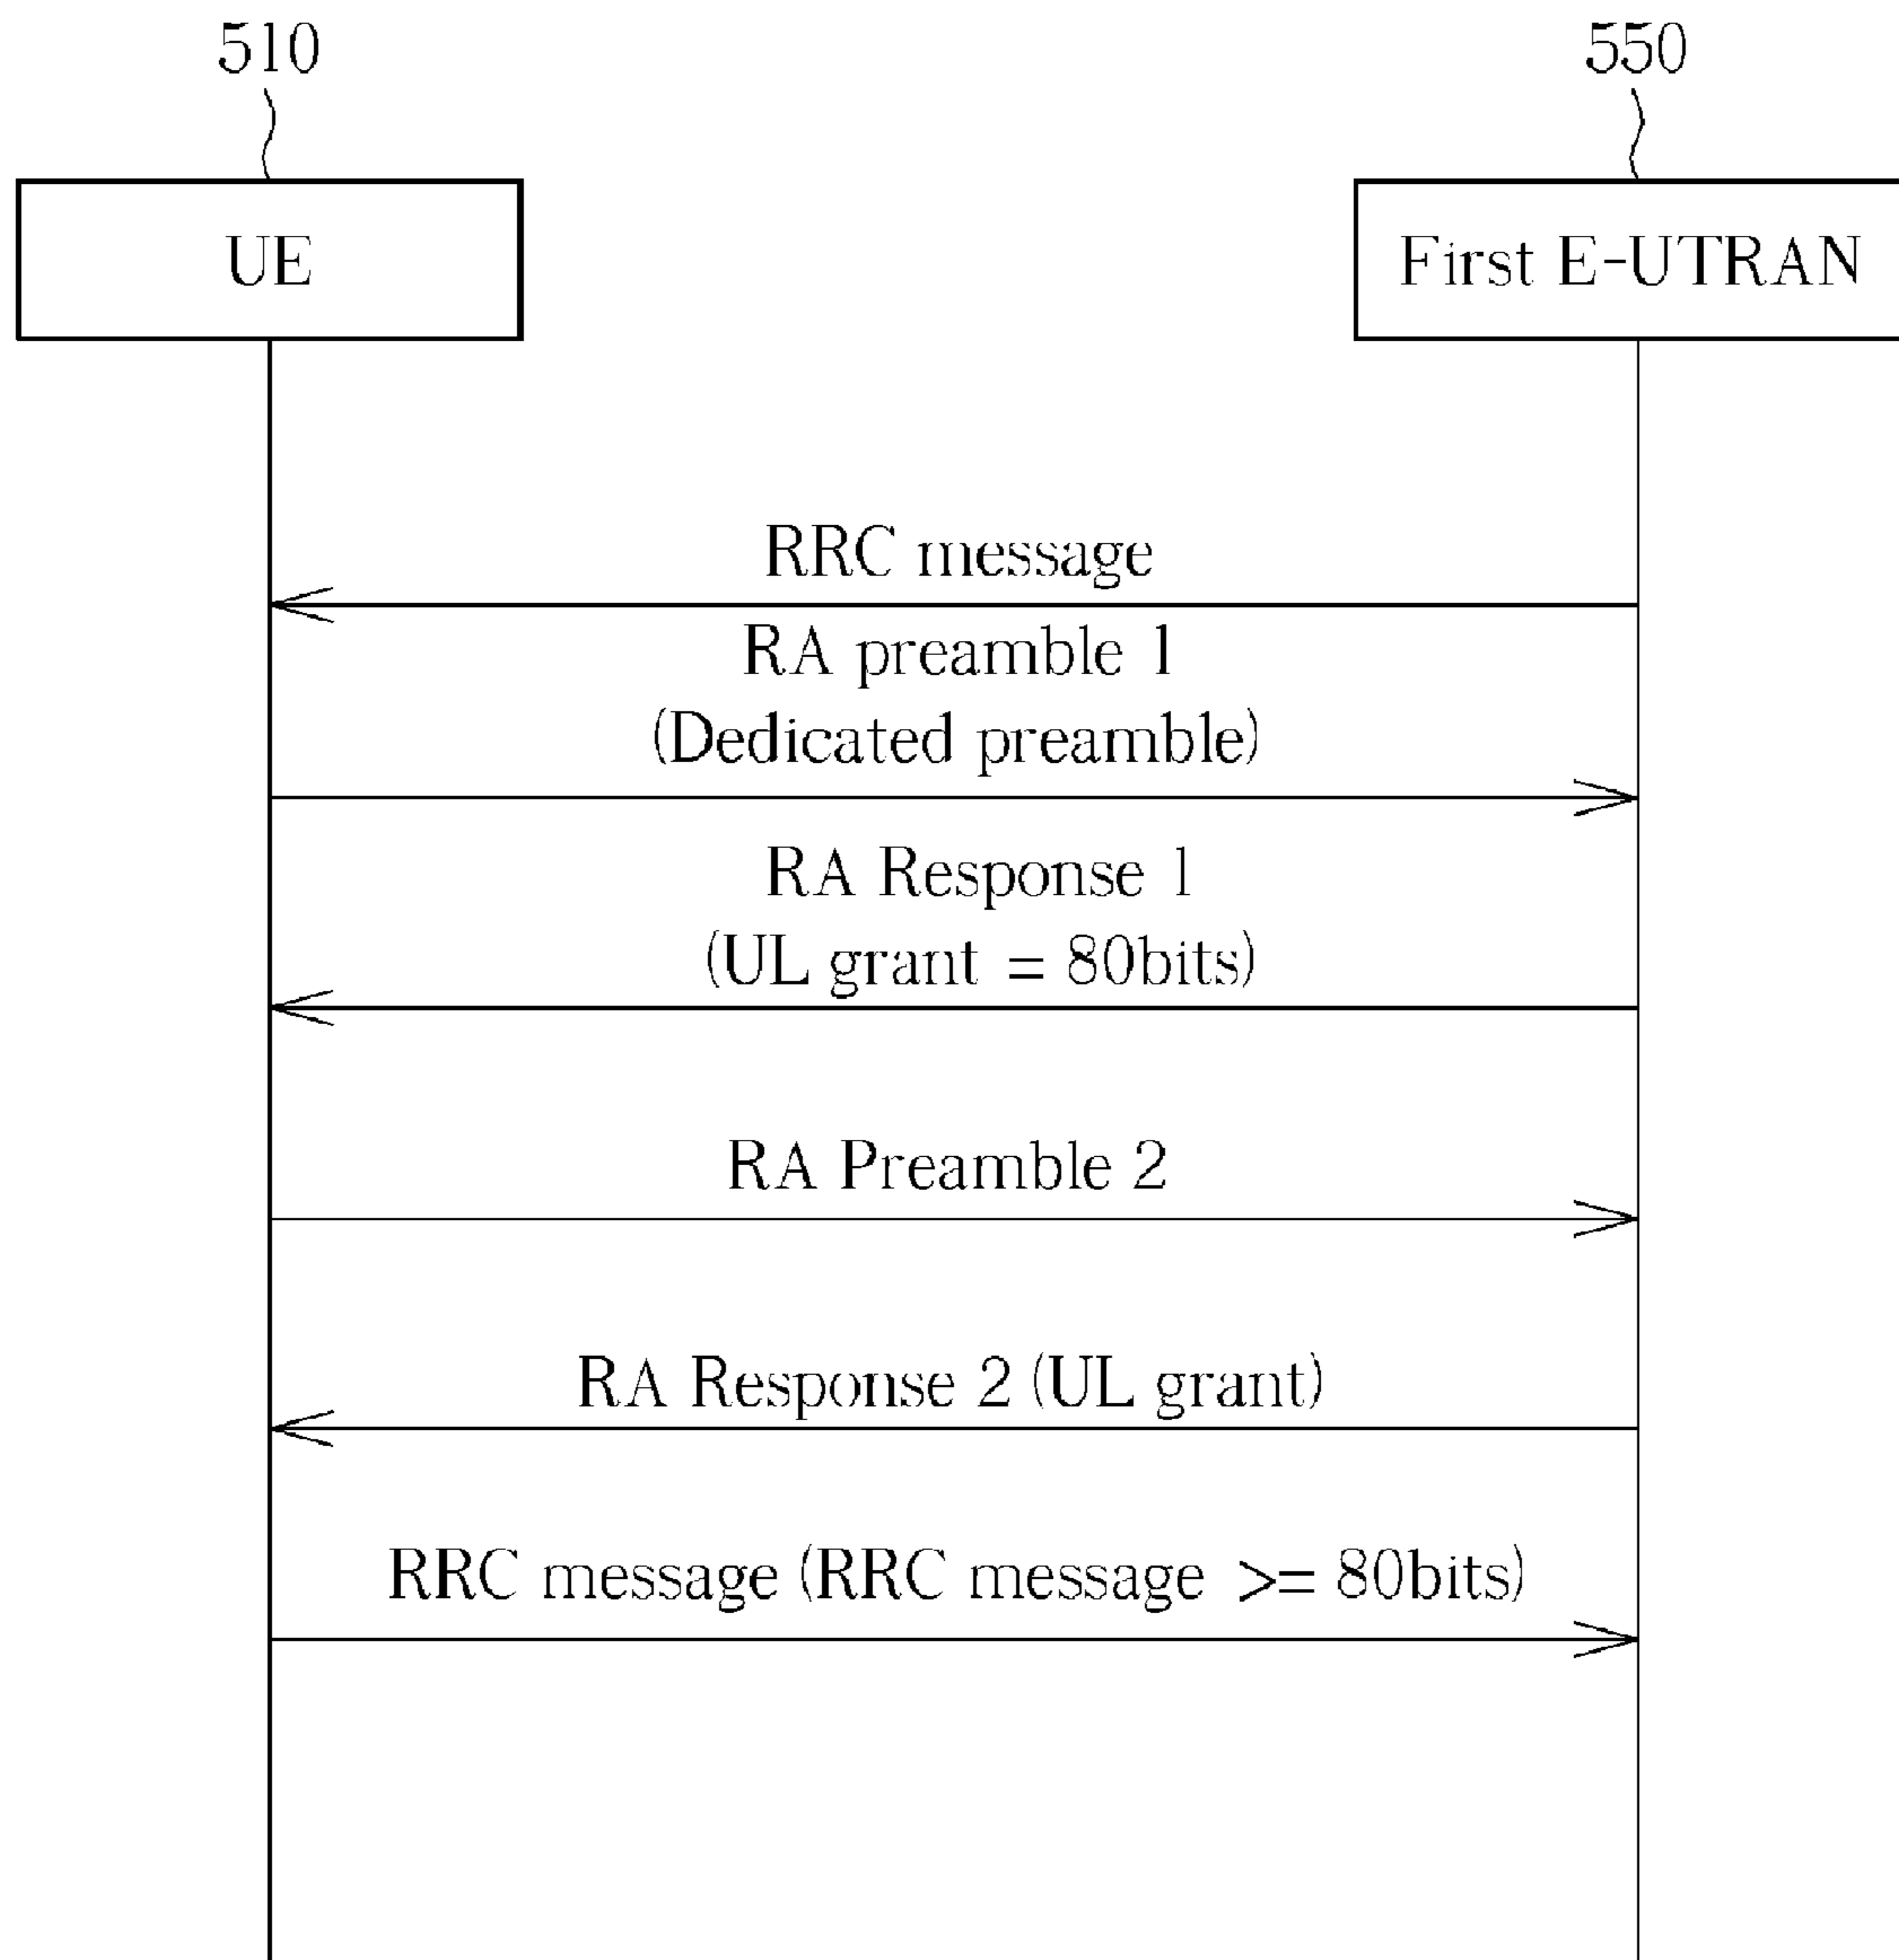 510
550
UE
First E-UTRAN
RRC message
RA preamble 1
(Dedicated preamble)
RA Response 1
(UL grant = 80bits)
RA Preamble 2
RA Response 2 (UL grant)
RRC message (RRC message >= 80bits)